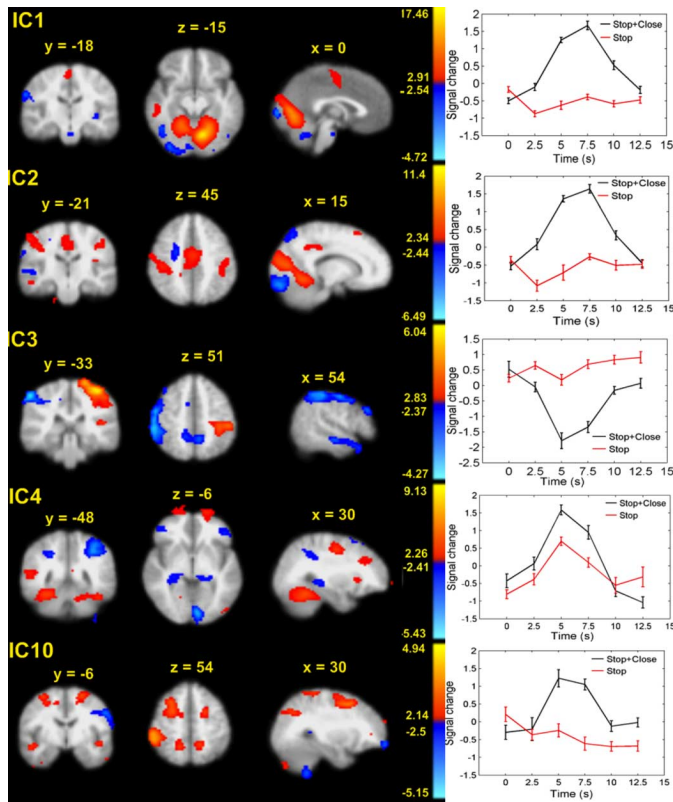 IC1
y = -18
z = -15
x = 0
17.46
2.91
-2.54
-4.72
Signal change
2
1.5
1
0.5
0
-0.5
-1
-1.5
Stop+Close
Stop
0 2.5 5 7.5 10 12.5 15
Time (s)
IC2
y = -21
z = 45
x = 15
11.4
2.34
-2.44
6.49
Signal change
2
1.5
1
0.5
0
-0.5
-1
-1.5
Stop+Close
Stop
0 2.5 5 7.5 10 12.5 15
Time (s)
IC3
y = -33
z = 51
x = 54
6.04
2.83
-2.37
-4.27
Signal change
1.5
1
0.5
0
-0.5
-1
-1.5
-2
-2.5
Stop+Close
Stop
0 2.5 5 7.5 10 12.5 15
Time (s)
IC4
y = -48
z = -6
x = 30
9.13
2.26
-2.41
-5.43
Signal change
2
1.5
1
0.5
0
-0.5
-1
-1.5
Stop+Close
Stop
0 2.5 5 7.5 10 12.5 15
Time (s)
IC10
y = -6
z = 54
x = 30
4.94
2.14
-2.5
-5.15
Signal change
2
1.5
1
0.5
0
-0.5
-1
-1.5
Stop+Close
Stop
0 2.5 5 7.5 10 12.5 15
Time (s)